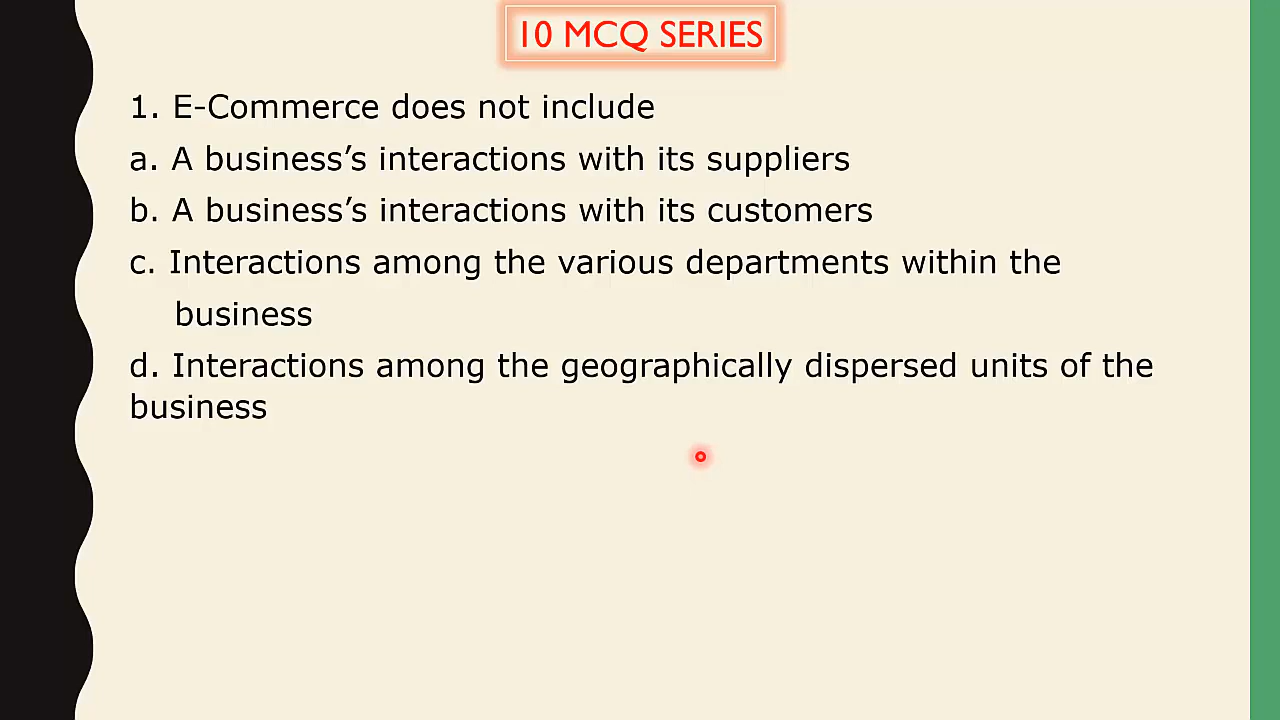 10 MCQ SERIES
1. E-Commerce does not include
a. A business’s interactions with its suppliers
b. A business’s interactions with its customers
c. Interactions among the various departments within the
business
d. Interactions among the geographically dispersed units of the
business